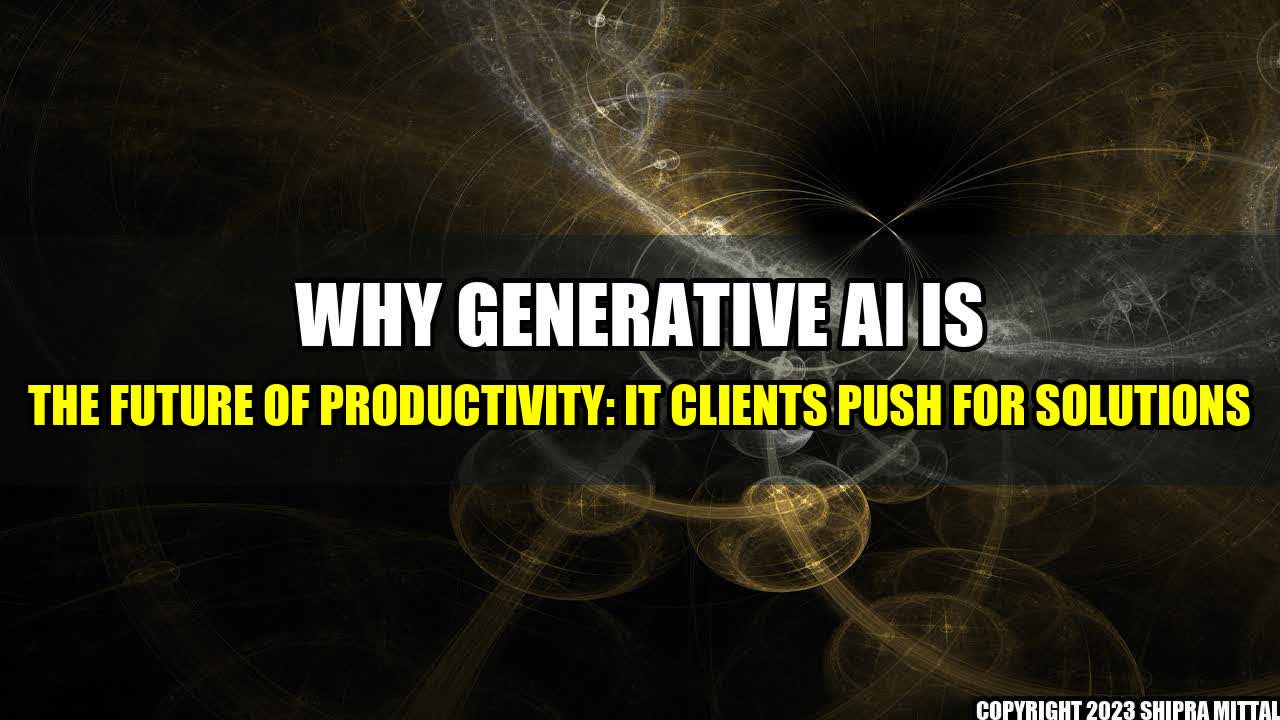 WHY GENERATIVE AI IS
THE FUTURE OF PRODUCTIVITY: IT CLIENTS PUSH FOR SOLUTIONS
COPYRIGHT 2023 SHIPRA MITTAL